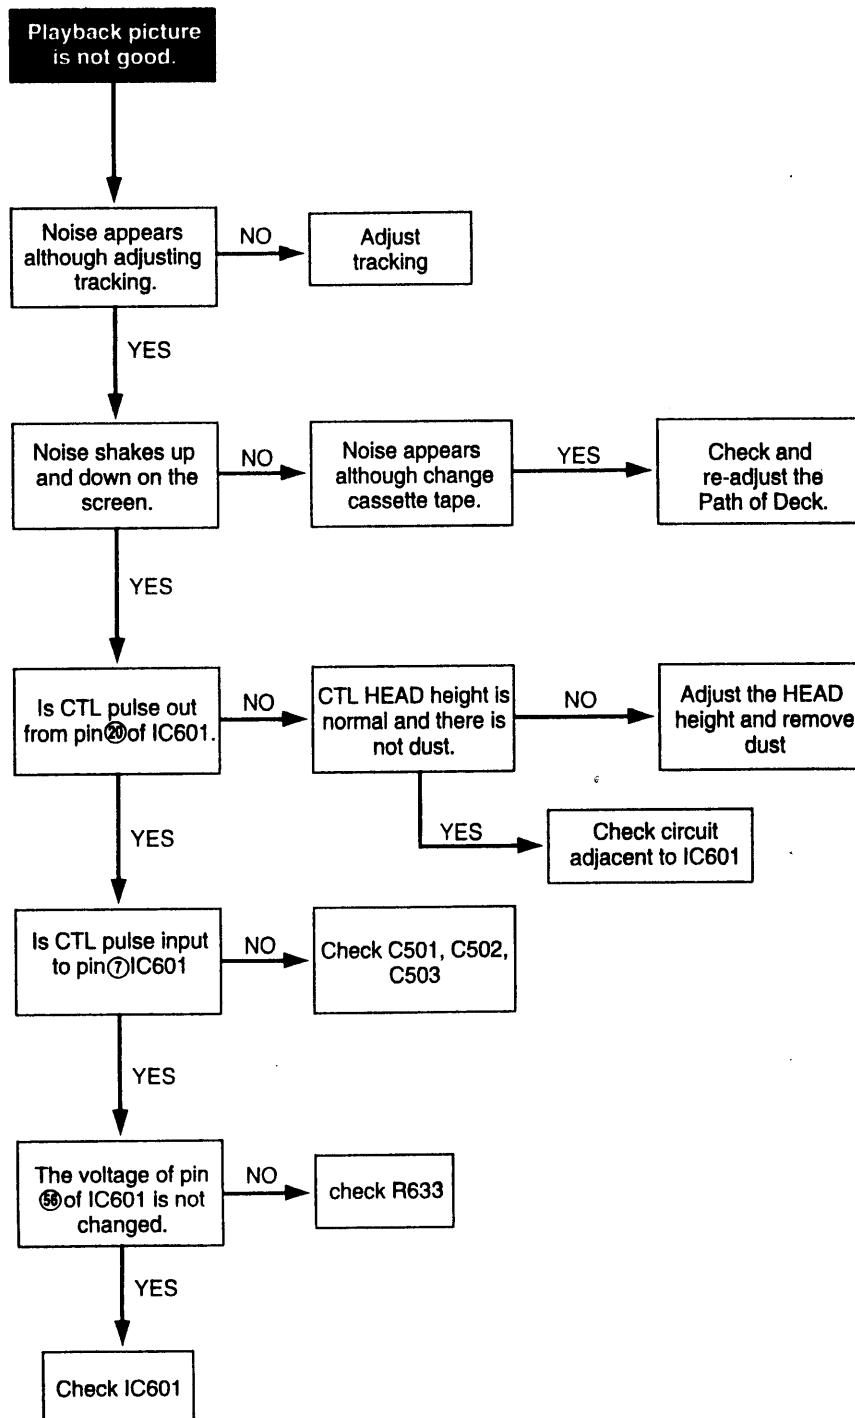 Playback picture
is not good.
Noise appears
although adjusting
tracking.
NO
Adjust
tracking
YES
Noise shakes up
and down on the
screen.
NO
Noise appears
although change
cassette tape.
YES
Check and
re-adjust the
Path of Deck.
YES
Is CTL pulse out
from pin⑳of IC601.
NO
CTL HEAD height is
normal and there is
not dust.
NO
Adjust the HEAD
height and remove
dust
YES
YES
Check circuit
adjacent to IC601
Is CTL pulse input
to pin⑦IC601
NO
Check C501, C502,
C503
YES
The voltage of pin
56 of IC601 is not
changed.
NO
check R633
YES
Check IC601